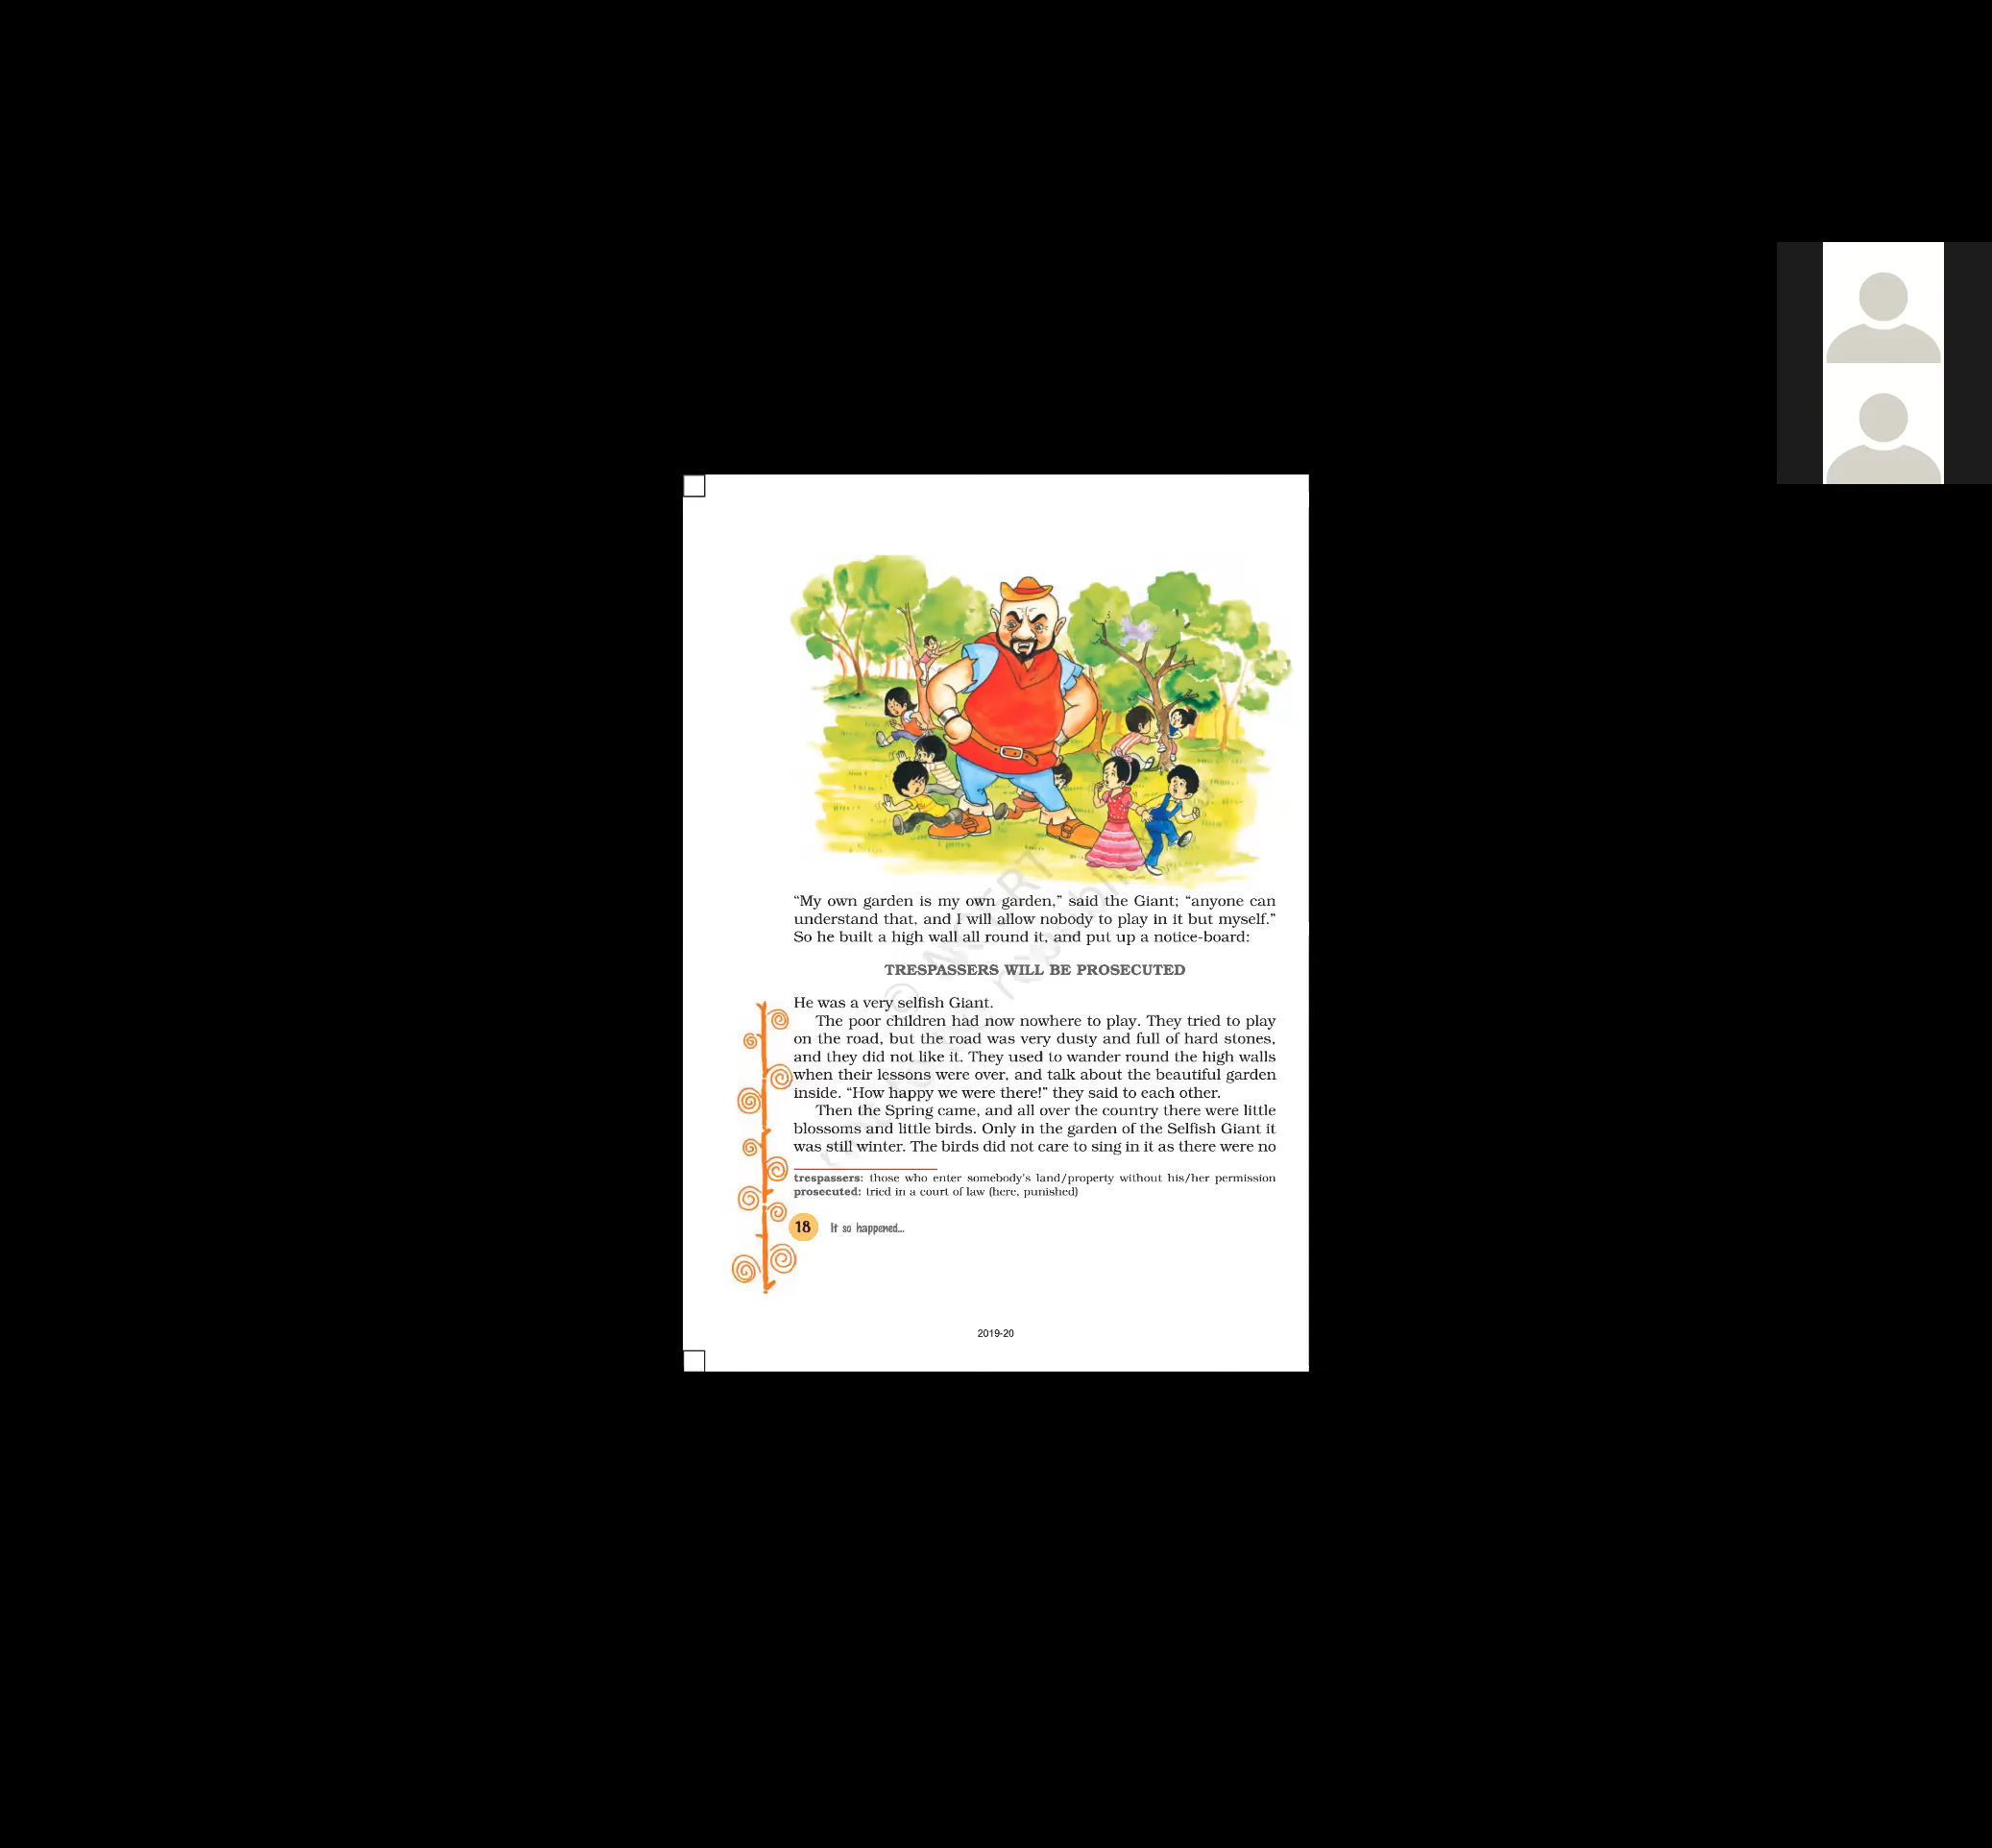 “My own garden is my own garden,” said the Giant; “anyone can
understand that, and I will allow nobody to play in it but myself.”
So he built a high wall all round it, and put up a notice-board:
TRESPASSERS WILL BE PROSECUTED
He was a very selfish Giant.
The poor children had now nowhere to play. They tried to play
on the road, but the road was very dusty and full of hard stones,
and they did not like it. They used to wander round the high walls
when their lessons were over, and talk about the beautiful garden
inside. “How happy we were there!” they said to each other.
Then the Spring came, and all over the country there were little
blossoms and little birds. Only in the garden of the Selfish Giant it
was still winter. The birds did not care to sing in it as there were no
trespassers: those who enter somebody’s land/property without his/her permission
prosecuted: tried in a court of law (here, punished)
18 It so happened...
2019-20